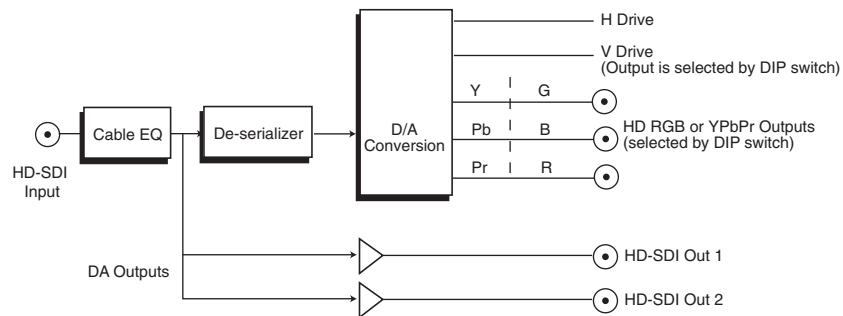 H Drive
V Drive
(Output is selected by DIP switch)
Y G
Cable EQ
De-serializer
D/A
Conversion
Pb B
HD RGB or YPbPr Outputs
(selected by DIP switch)
HD-SDI
Input
Pr R
DA Outputs
HD-SDI Out 1
HD-SDI Out 2